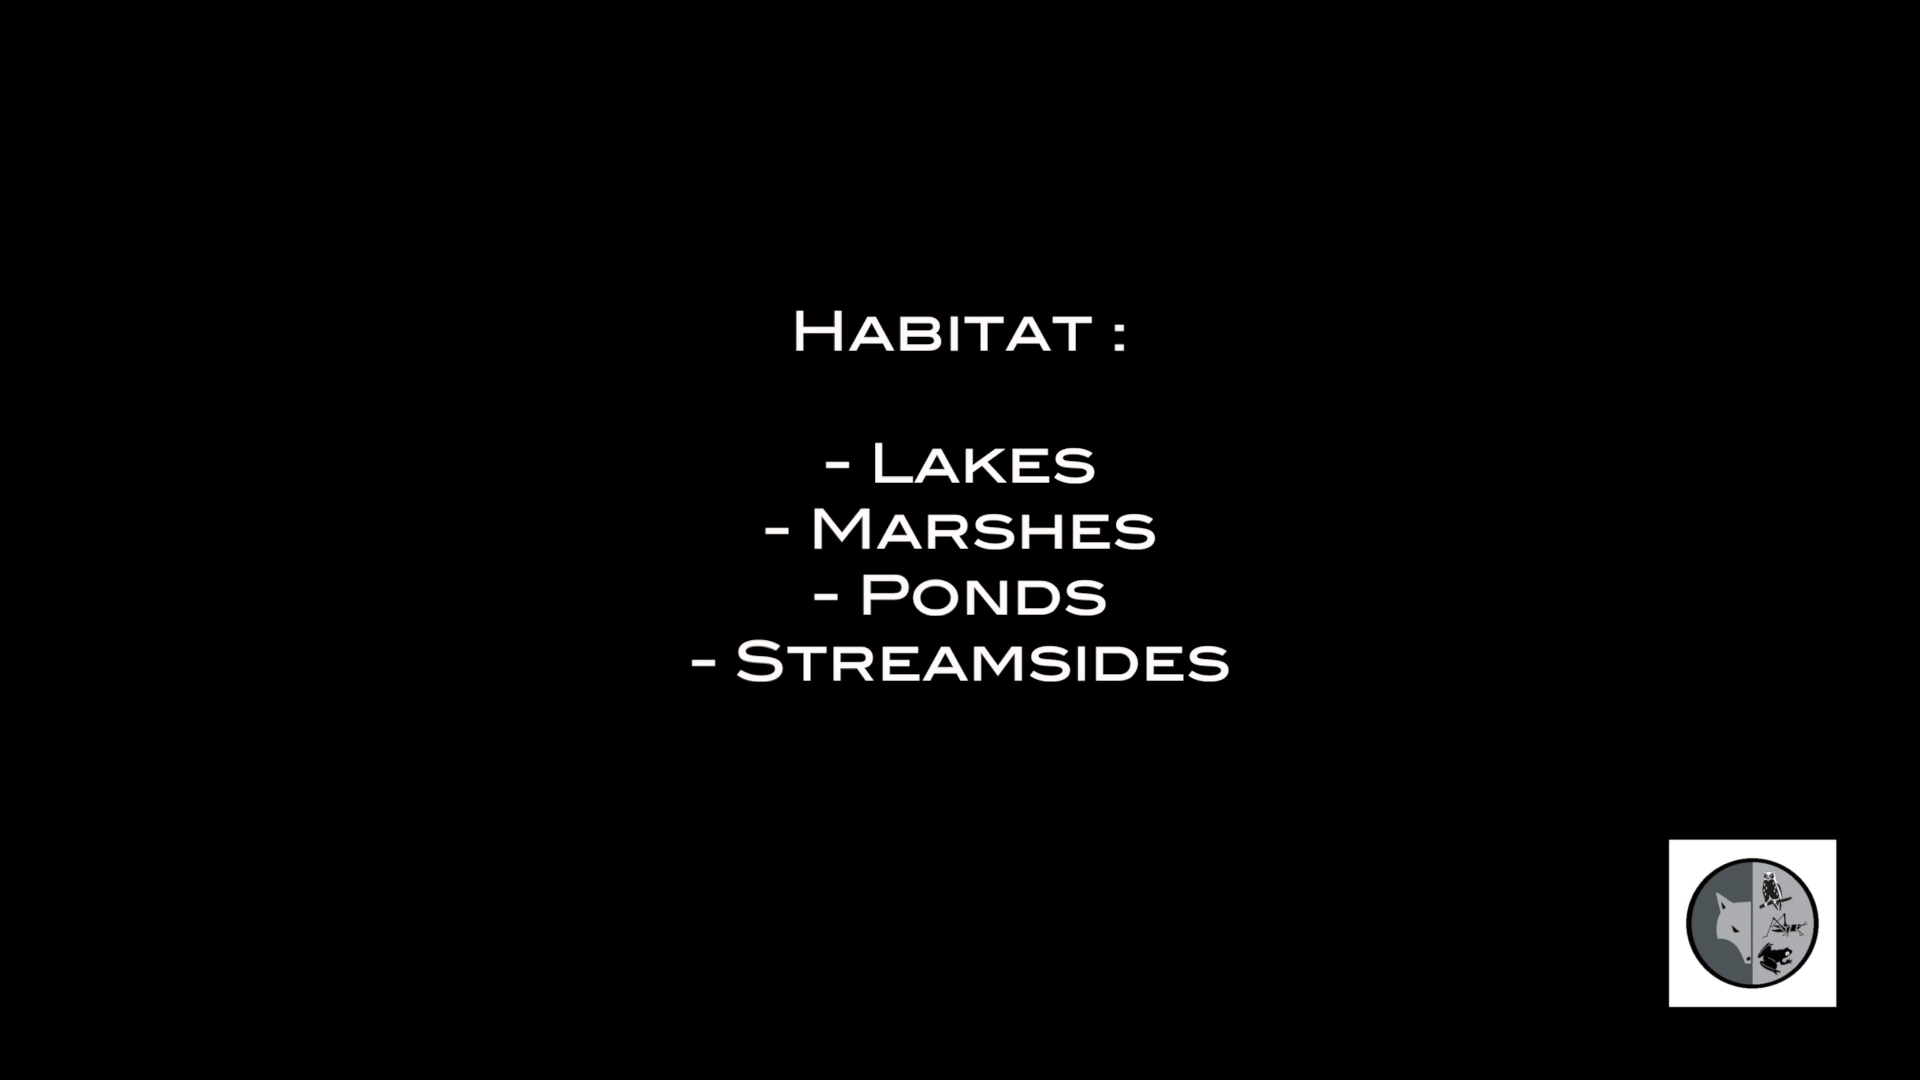 Habitat :
- Lakes
- Marshes
- Ponds
- Streamsides